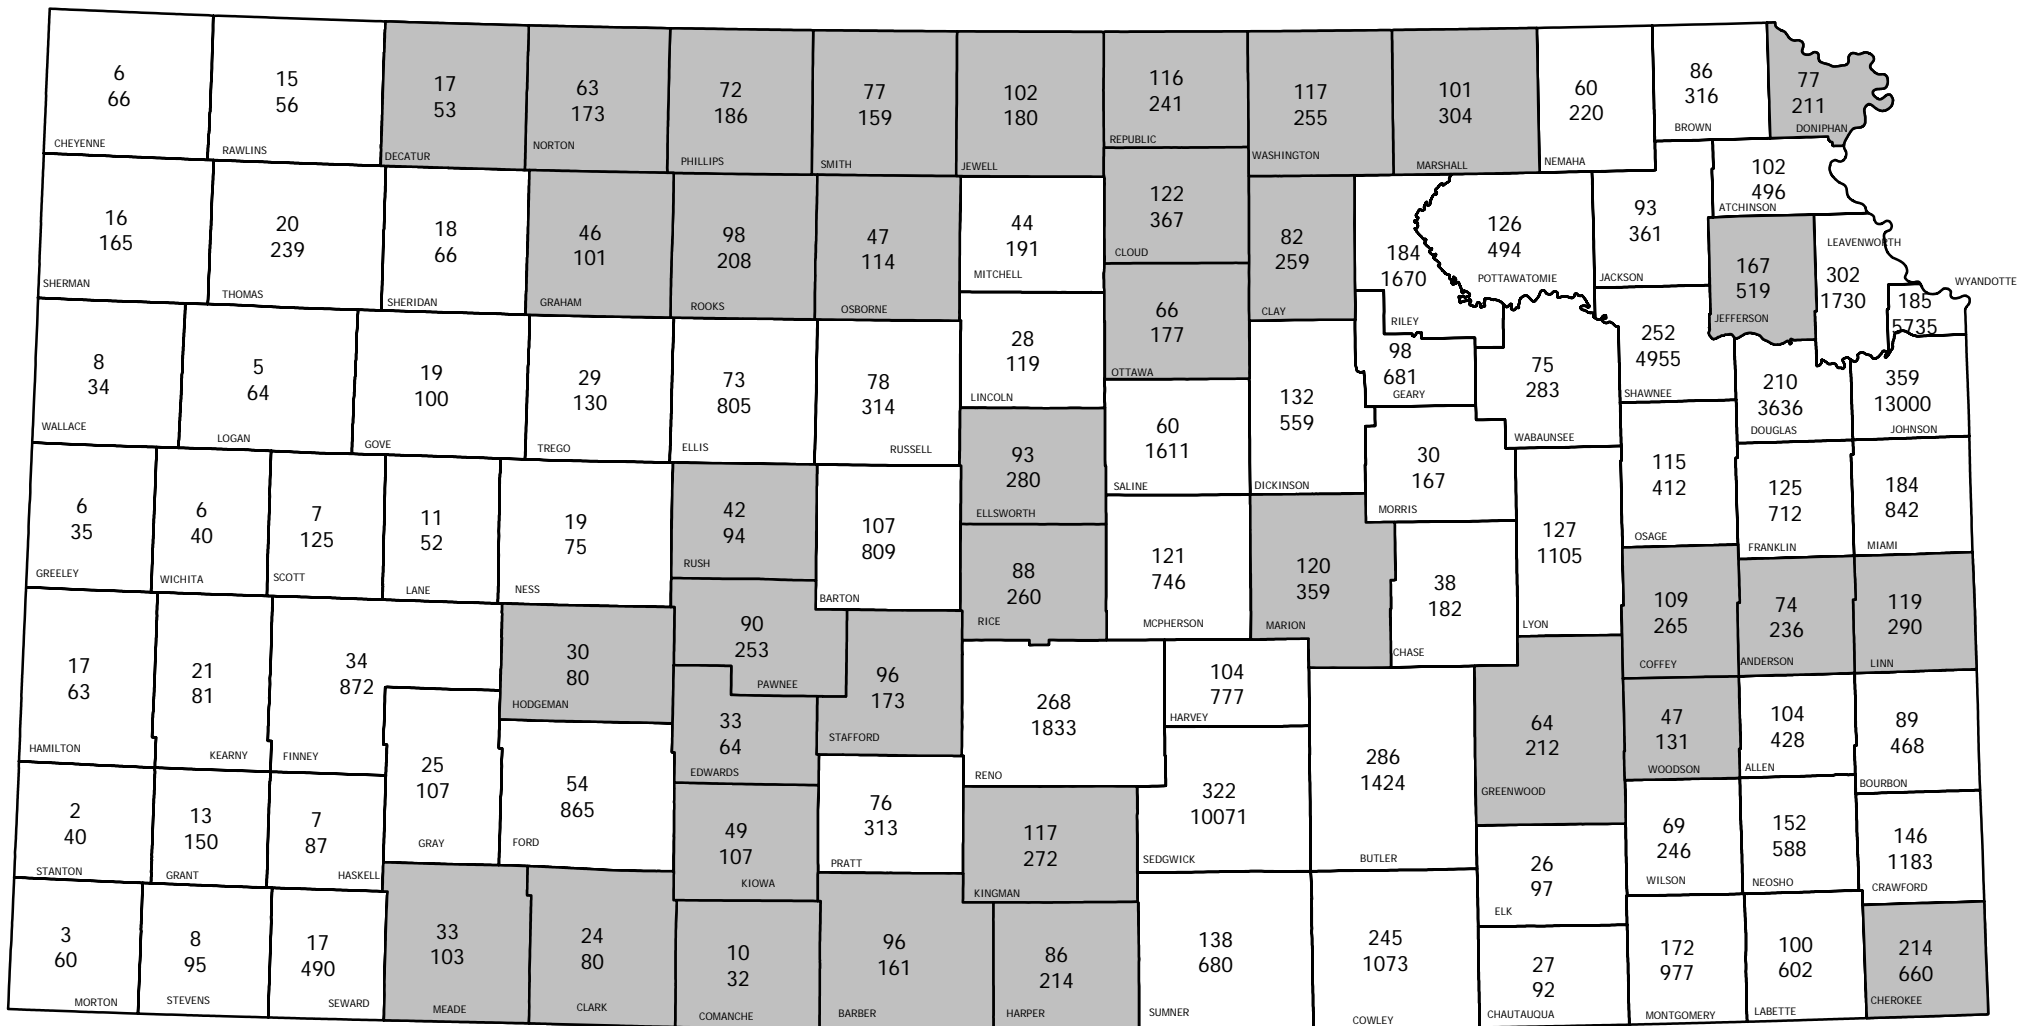 6
66
CHEYENNE
15
56
RAWLINS
17
53
DECATUR
63
173
NORTON
72
186
PHILLIPS
77
159
SMITH
102
180
JEWELL
116
241
REPUBLIC
117
255
WASHINGTON
101
304
MARSHALL
60
220
NEMAHA
86
316
BROWN
77
211
DONIPHAN
16
165
SHERMAN
20
239
THOMAS
18
66
SHERIDAN
46
101
GRAHAM
98
208
ROOKS
47
114
OSBORNE
44
191
MITCHELL
122
367
CLOUD
82
259
CLAY
184
1670
RILEY
126
494
POTTAWATOMIE
93
361
JACKSON
102
496
ATCHINSON
167
519
JEFFERSON
LEAVENWORTH
302
1730
WYANDOTTE
185
5735
8
34
WALLACE
5
64
LOGAN
19
100
GOVE
29
130
TREGO
73
805
ELLIS
78
314
RUSSELL
28
119
LINCOLN
66
177
OTTAWA
60
1611
SALINE
132
559
DICKINSON
98
681
GEARY
75
283
WABAUNSEE
252
4955
SHAWNEE
210
3636
DOUGLAS
359
13000
JOHNSON
6
35
GREELEY
6
40
WICHITA
7
125
SCOTT
11
52
LANE
19
75
NESS
42
94
RUSH
107
809
BARTON
93
280
ELLSWORTH
88
260
RICE
121
746
MCPHERSON
120
359
MARION
30
167
MORRIS
38
182
CHASE
127
1105
LYON
115
412
OSAGE
125
712
FRANKLIN
184
842
MIAMI
17
63
HAMILTON
21
81
KEARNY
34
872
FINNEY
30
80
HODGEMAN
90
253
PAWNEE
33
64
EDWARDS
96
173
STAFFORD
268
1833
RENO
104
777
HARVEY
286
1424
BUTLER
64
212
GREENWOOD
109
265
COFFEY
74
236
ANDERSON
119
290
LINN
47
131
WOODSON
104
428
ALLEN
89
468
BOURBON
2
40
STANTON
13
150
GRANT
7
87
HASKELL
25
107
GRAY
54
865
FORD
49
107
KIOWA
76
313
PRATT
117
272
KINGMAN
322
10071
SEDGWICK
26
97
ELK
69
246
WILSON
152
588
NEOSHO
146
1183
CRAWFORD
3
60
MORTON
8
95
STEVENS
17
490
SEWARD
33
103
MEADE
24
80
CLARK
10
32
COMANCHE
96
161
BARBER
86
214
HARPER
138
680
SUMNER
245
1073
COWLEY
27
92
CHAUTAUQUA
172
977
MONTGOMERY
100
602
LABETTE
214
660
CHEROKEE